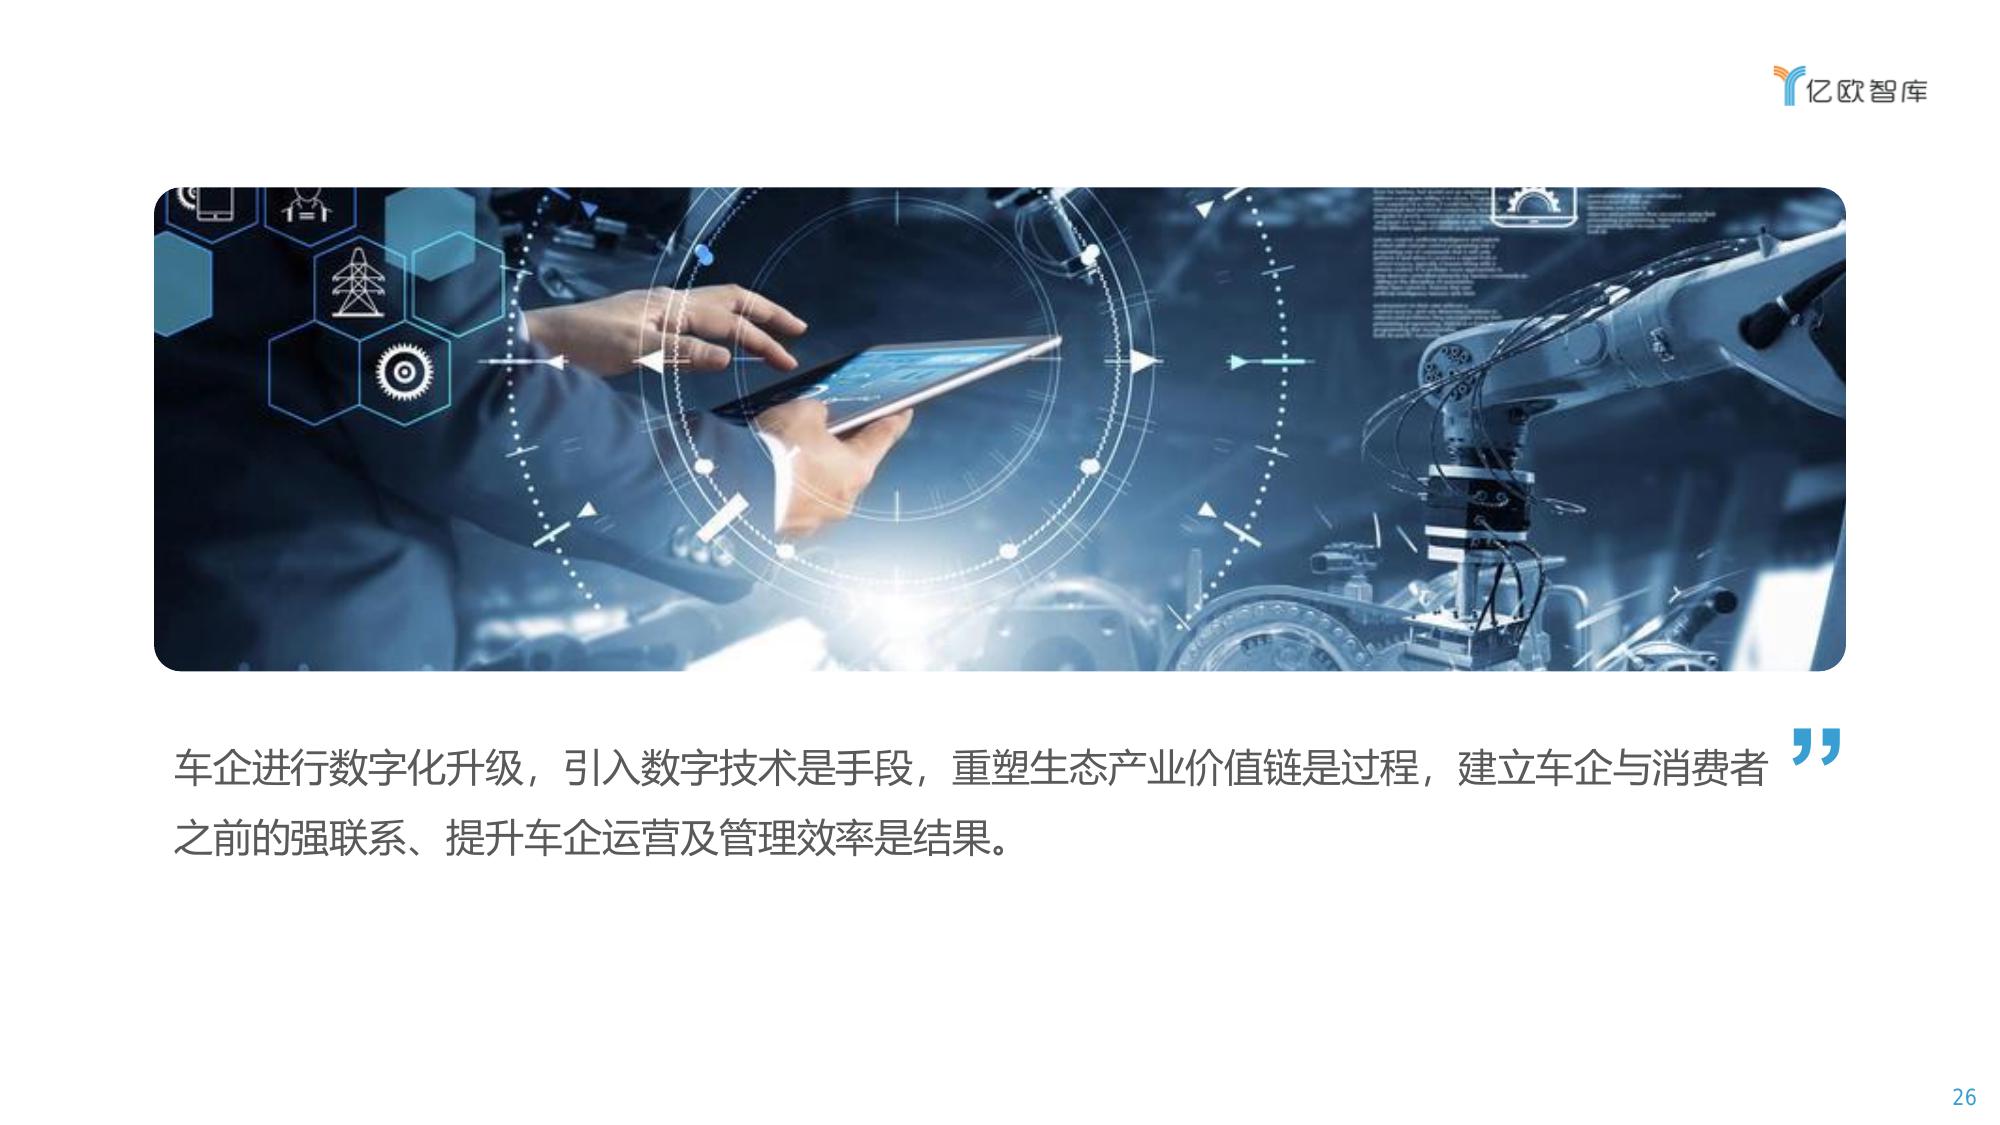 亿欧智库
车企进行数字化升级，引入数字技术是手段，重塑生态产业价值链是过程，建立车企与消费者 ”
之前的强联系、提升车企运营及管理效率是结果。
26